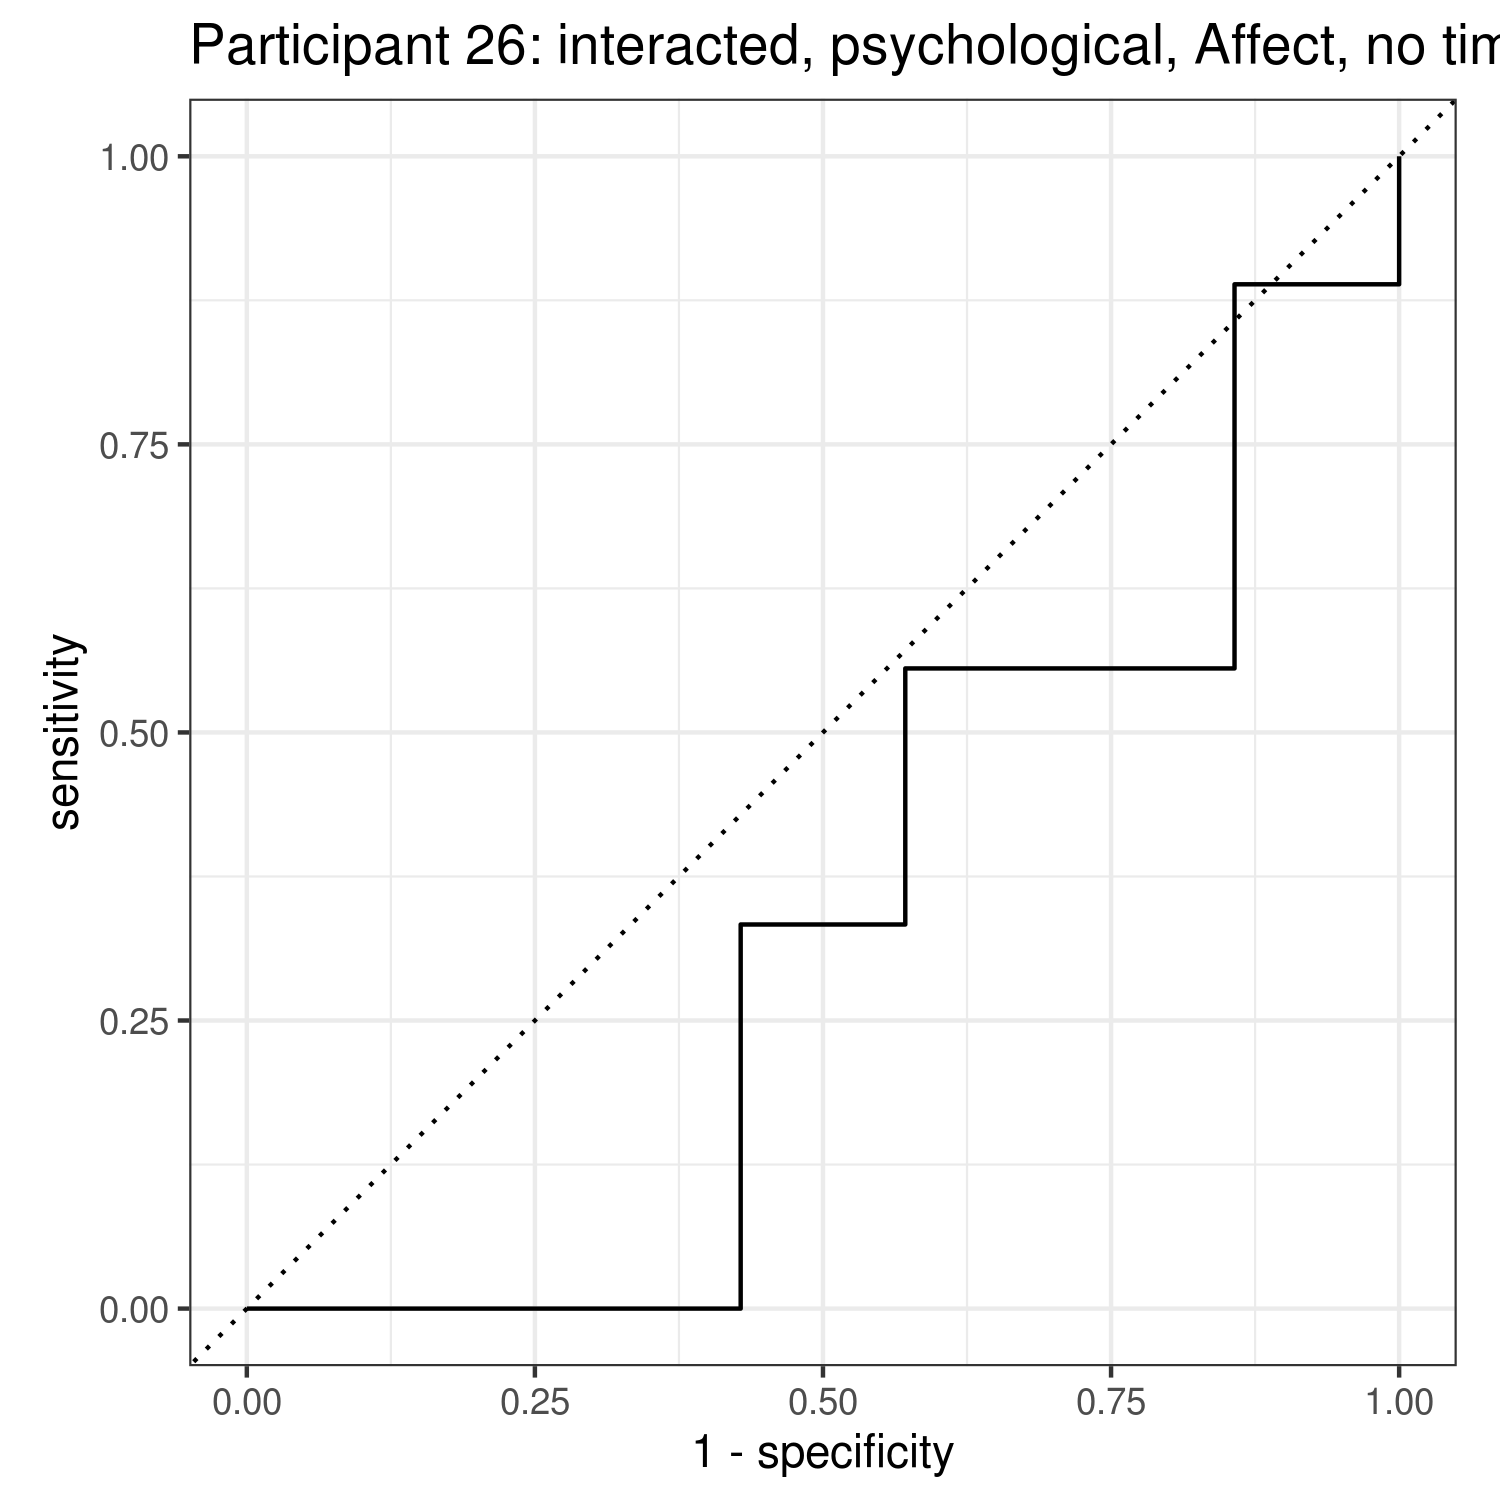 Participant 26: interacted, psychological, Affect, no tim
1.00
0.75
0.50
0.25
0.00
sensitivity
0.00 0.25 0.50 0.75 1.00
1 - specificity